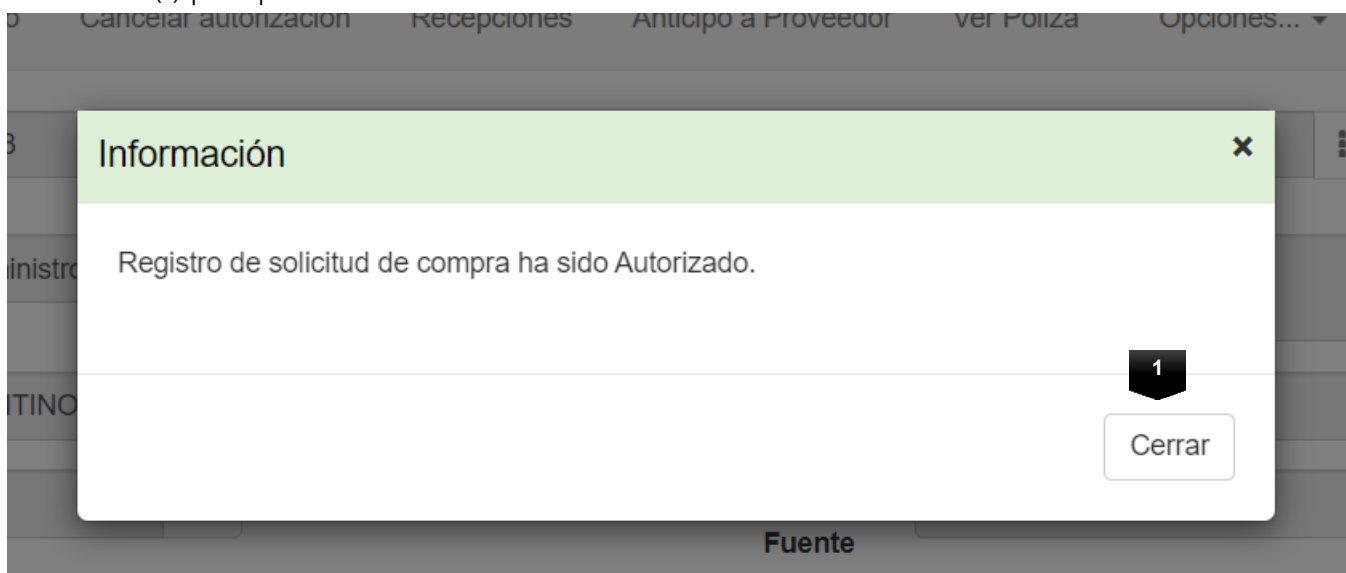 Cancelar autorización Recepciones Anticipo a Proveedor Ver Poliza Opciones...
Información
Registro de solicitud de compra ha sido Autorizado.
1
Cerrar
Fuente